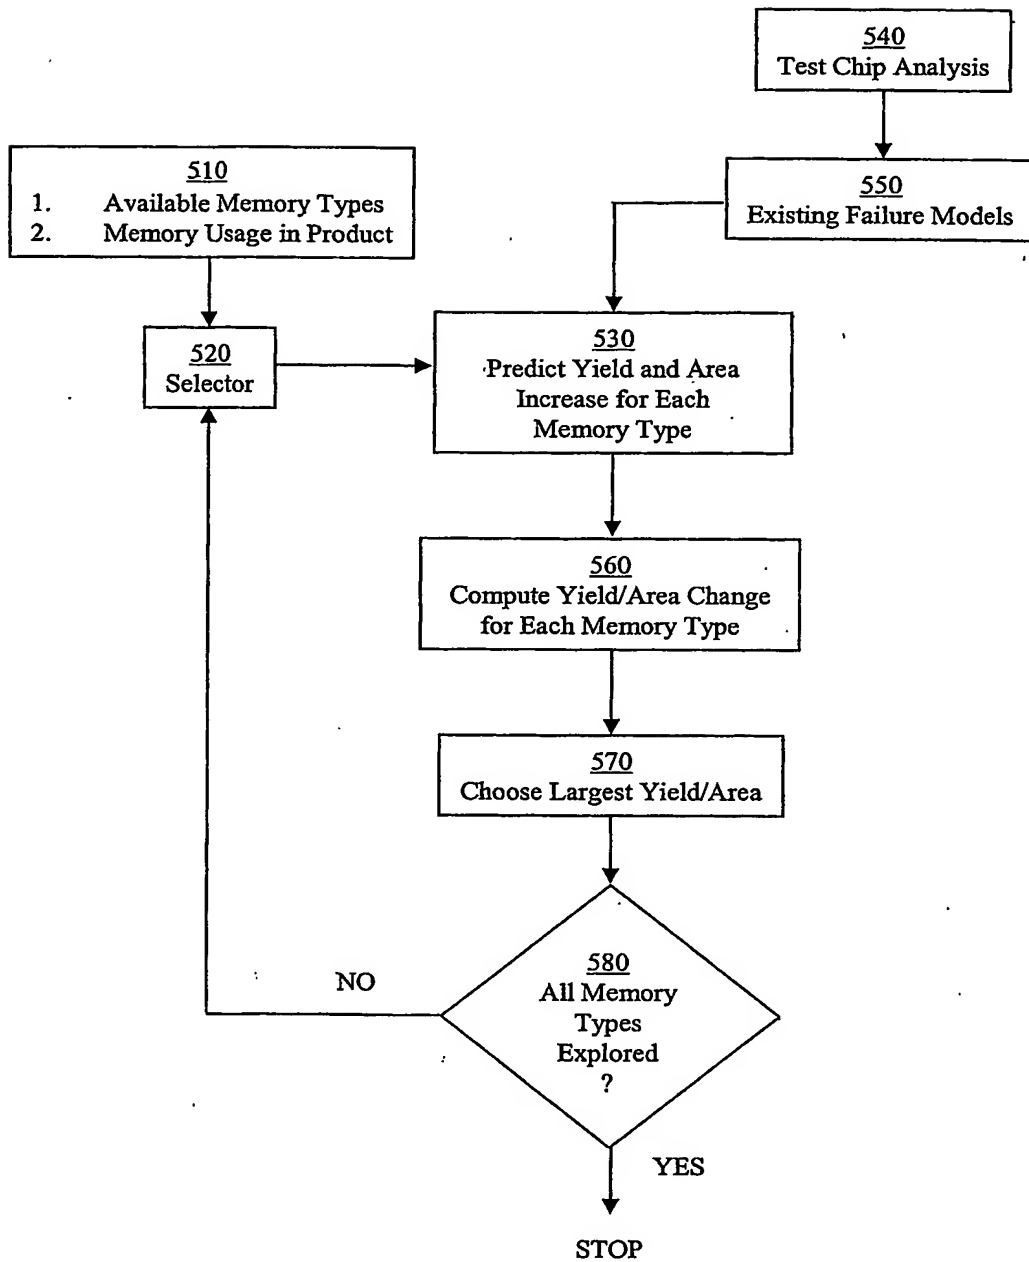 540
Test Chip Analysis
510
1. Available Memory Types
2. Memory Usage in Product
550
Existing Failure Models
520
Selector
530
Predict Yield and Area
Increase for Each
Memory Type
560
Compute Yield/Area Change
for Each Memory Type
570
Choose Largest Yield/Area
580
All Memory
Types
Explored
?
NO
YES
STOP